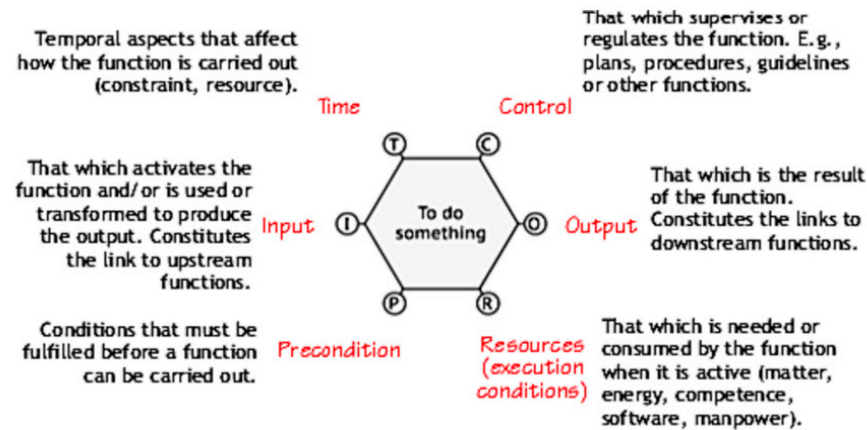 Temporal aspects that affect
how the function is carried out
(constraint, resource).
Time
That which supervises or
regulates the function. E.g.,
plans, procedures, guidelines
or other functions.
Control
T
C
That which activates the
function and/or is used or
transformed to produce
the output. Constitutes
the link to upstream
functions.
Input
I
To do
something
O
Output
That which is the result
of the function.
Constitutes the links to
downstream functions.
P
R
Conditions that must be
fulfilled before a function
can be carried out.
Precondition
Resources
(execution
conditions)
That which is needed or
consumed by the function
when it is active (matter,
energy, competence,
software, manpower).